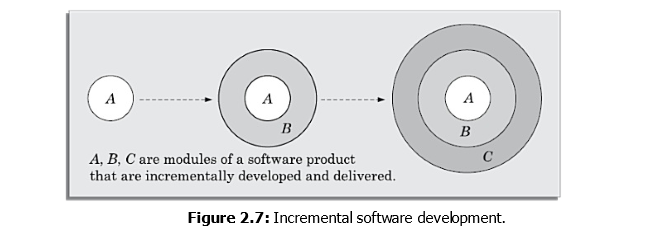 A
A
B
A
B
C
A, B, C are modules of a software product
that are incrementally developed and delivered.
Figure 2.7: Incremental software development.